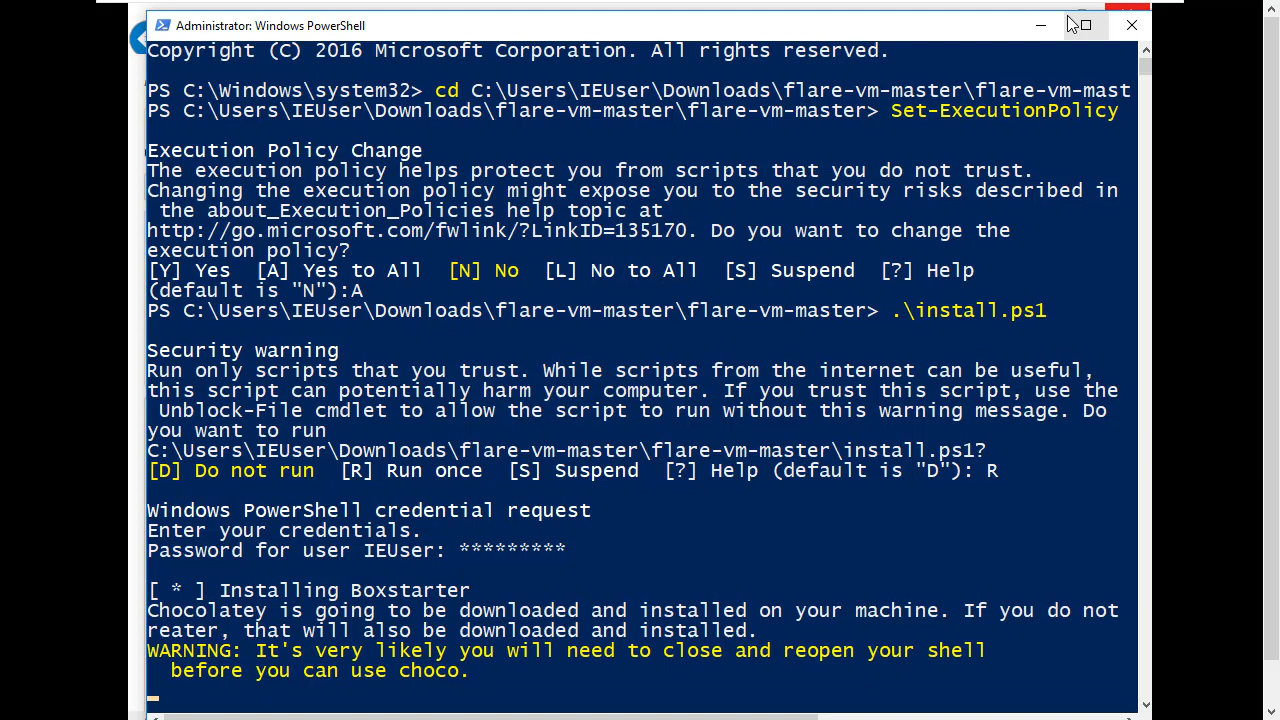 Administrator: Windows PowerShell
Copyright (C) 2016 Microsoft Corporation. All rights reserved.
PS C:\Windows\system32> cd C:\Users\IEUser\Downloads\flare-vm-master\flare-vm-mast
PS C:\Users\IEUser\Downloads\flare-vm-master\flare-vm-master> Set-ExecutionPolicy
Execution Policy Change
The execution policy helps protect you from scripts that you do not trust.
Changing the execution policy might expose you to the security risks described in
the about_Execution_Policies help topic at
http://go.microsoft.com/fwlink/?LinkID=135170. Do you want to change the
execution policy?
[Y] Yes [A] Yes to All [N] No [L] No to All [S] Suspend [?] Help
(default is "N"):A
PS C:\Users\IEUser\Downloads\flare-vm-master\flare-vm-master> .\install.ps1
Security warning
Run only scripts that you trust. While scripts from the internet can be useful,
this script can potentially harm your computer. If you trust this script, use the
Unblock-File cmdlet to allow the script to run without this warning message. Do
you want to run
C:\Users\IEUser\Downloads\flare-vm-master\flare-vm-master\install.ps1?
[D] Do not run [R] Run once [S] Suspend [?] Help (default is "D"): R
Windows PowerShell credential request
Enter your credentials.
Password for user IEUser: *********
[ * ] Installing Boxstarter
Chocolatey is going to be downloaded and installed on your machine. If you do not
reater, that will also be downloaded and installed.
WARNING: It's very likely you will need to close and reopen your shell
before you can use choco.